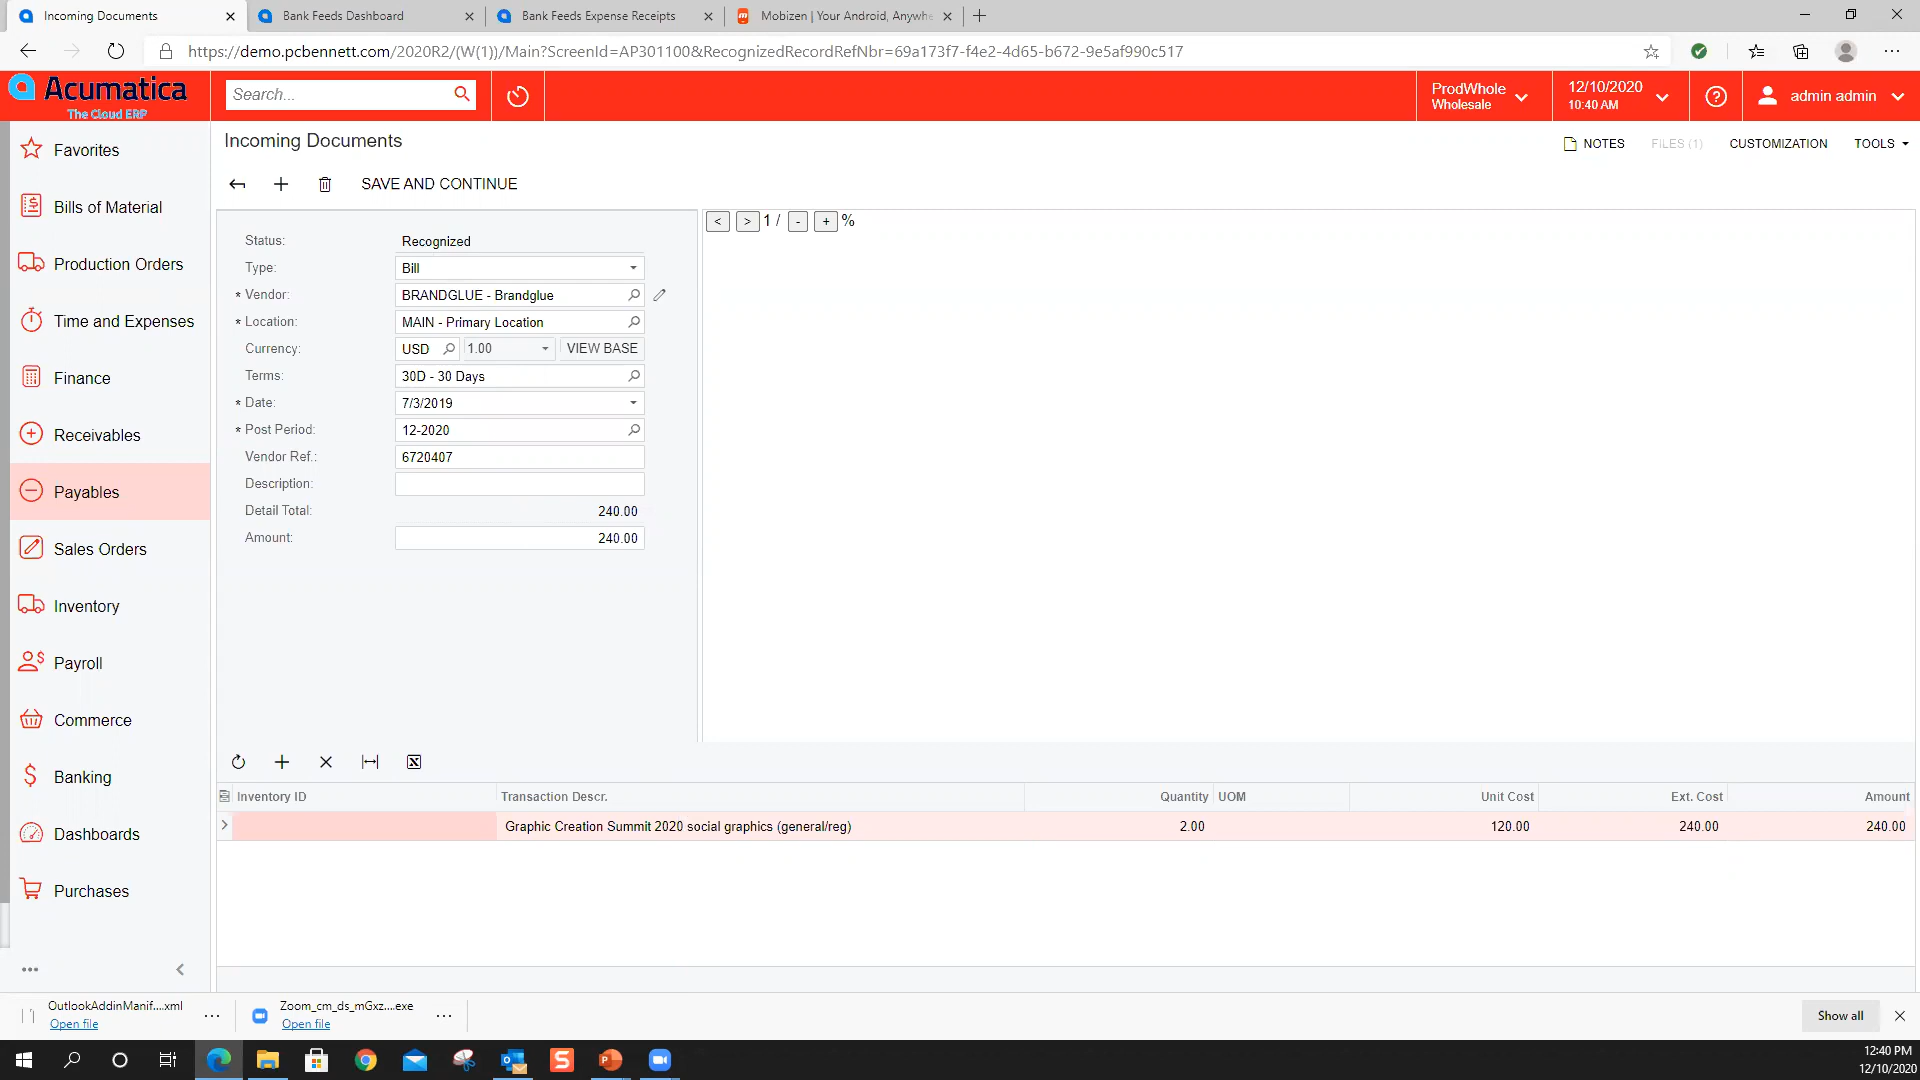 Incoming Documents
Bank Feeds Dashboard
Bank Feeds Expense Receipts
Mobizen | Your Android, Anywhe
https://demo.pcbennett.com/2020R2/(W(1))/Main?ScreenId=AP301100&RecognizedRecordRefNbr=69a173f7-f4e2-4d65-b672-9e5af990c517
Acumatica
The Cloud ERP
Search...
ProdWhole
Wholesale
12/10/2020
10:40 AM
admin admin
Favorites
Bills of Material
Production Orders
Time and Expenses
Finance
Receivables
Payables
Sales Orders
Inventory
Payroll
Commerce
Banking
Dashboards
Purchases
Incoming Documents
NOTES
FILES (1)
CUSTOMIZATION
TOOLS
SAVE AND CONTINUE
Status: Recognized
Type: Bill
* Vendor: BRANDGLUE - Brandglue
* Location: MAIN - Primary Location
Currency: USD 1.00 VIEW BASE
Terms: 30D - 30 Days
* Date: 7/3/2019
* Post Period: 12-2020
Vendor Ref.: 6720407
Description:
Detail Total: 240.00
Amount: 240.00
< > 1 / - + %
Inventory ID Transaction Descr. Quantity UOM Unit Cost Ext. Cost Amount
Graphic Creation Summit 2020 social graphics (general/reg) 2.00 120.00 240.00 240.00
OutlookAddinManif....xml
Open file
Zoom_cm_ds_mGxz....exe
Open file
Show all
12:40 PM
12/10/2020